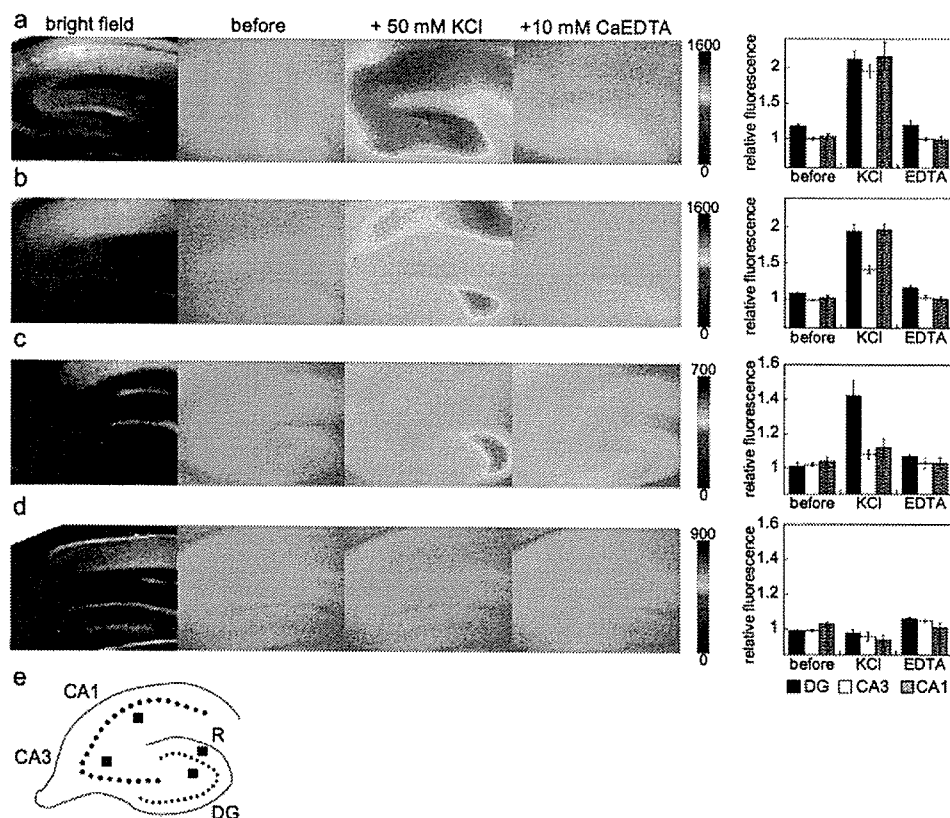 a
bright field before + 50 mM KCl +10 mM CaEDTA
1600
0
relative fluorescence
2
1.5
1
before KCl EDTA
b
1600
0
relative fluorescence
2
1.5
1
before KCl EDTA
c
700
0
relative fluorescence
1.6
1.4
1.2
1
before KCl EDTA
d
900
0
relative fluorescence
1.6
1.4
1.2
1
before KCl EDTA
DG CA3 CA1
e
CA1
R
CA3
DG